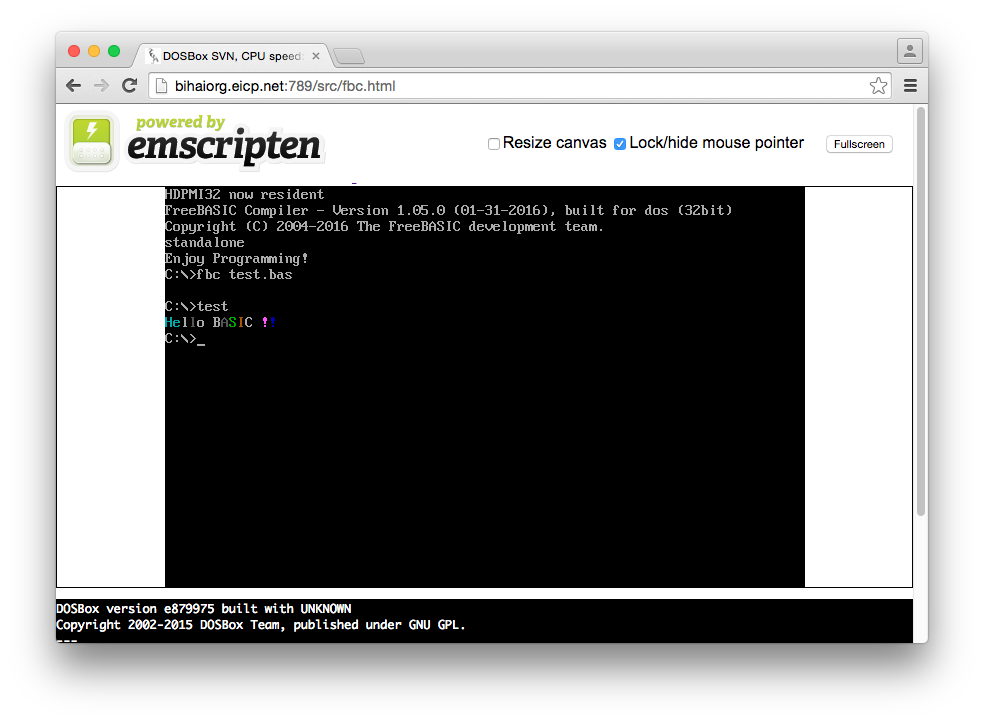 DOSBox SVN, CPU speed:
bihaiorg.eicp.net:789/src/fbc.html
powered by
emscripten
Resize canvas
Lock/hide mouse pointer
Fullscreen
HDPMI32 now resident
FreeBASIC Compiler - Version 1.05.0 (01-31-2016), built for dos (32bit)
Copyright (C) 2004-2016 The FreeBASIC development team.
standalone
Enjoy Programming!
C:\>fbc test.bas
C:\>test
Hello BASIC !!
C:\>_
DOSBox version e879975 built with UNKNOWN
Copyright 2002-2015 DOSBox Team, published under GNU GPL.
---